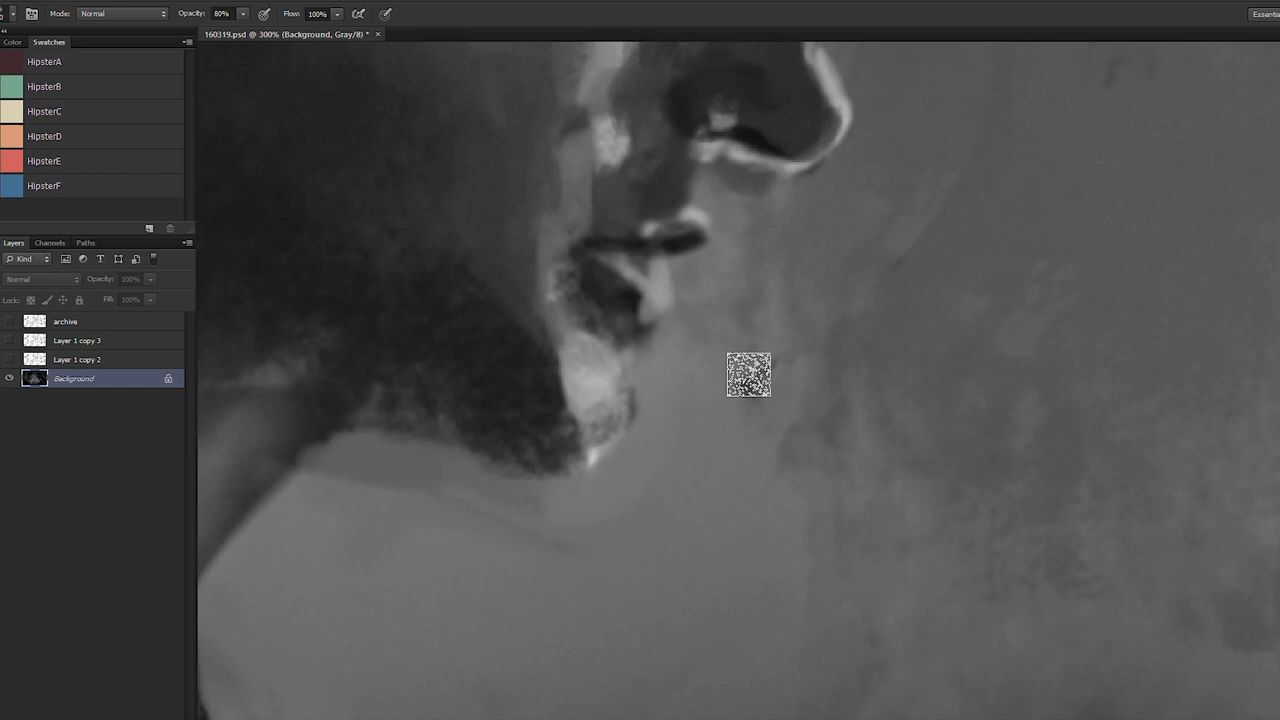 Mode: Normal Opacity: 80% Flow: 100% Essentia
160319.psd @ 300% (Background, Gray/8) * ×
Color Swatches
HipsterA
HipsterB
HipsterC
HipsterD
HipsterE
HipsterF
Layers Channels Paths
Kind
Normal Opacity: 100%
Lock: Fill: 100%
archive
Layer 1 copy 3
Layer 1 copy 2
Background